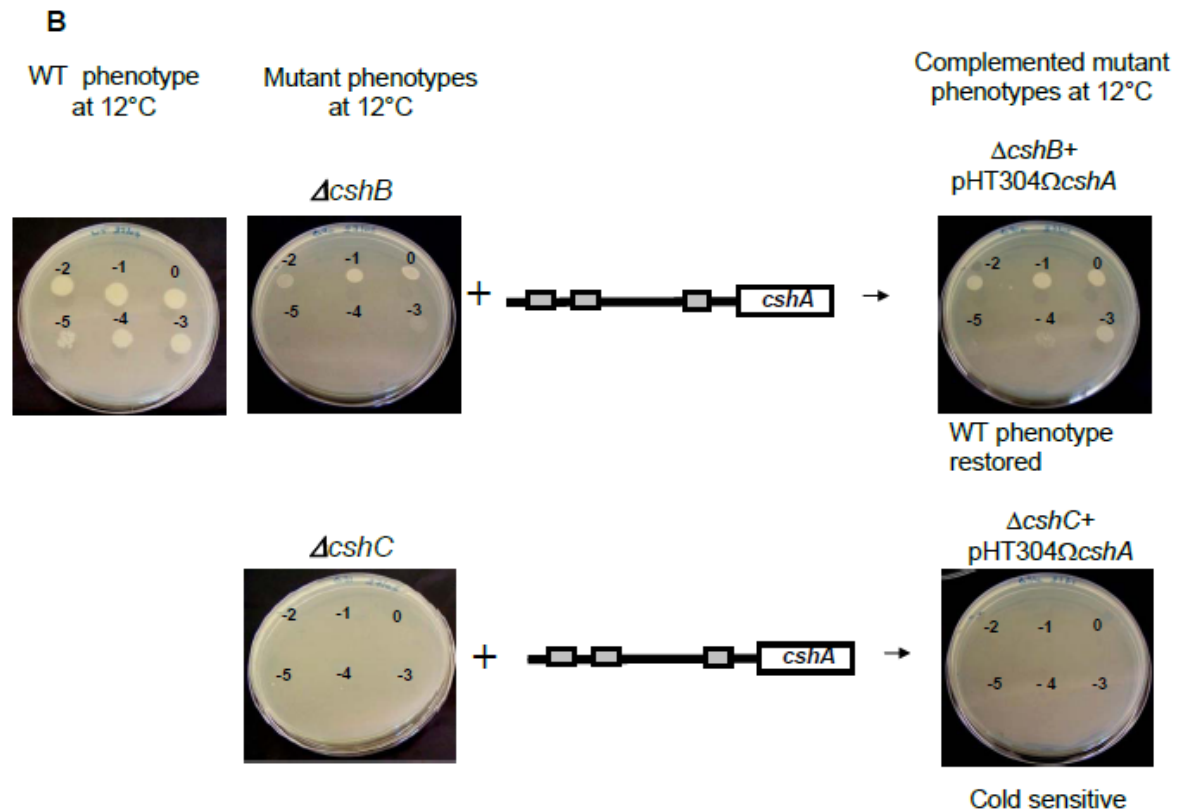 B
WT phenotype
at 12°C
Mutant phenotypes
at 12°C
Complemented mutant
phenotypes at 12°C
ΔcshB
ΔcshB+
pHT304ΩcshA
-2 -1 0
-5 -4 -3
-2 -1 0
-5 -4 -3
+
cshA
→
-2 -1 0
-5 - 4 -3
WT phenotype
restored
ΔcshC
ΔcshC+
pHT304ΩcshA
-2 -1 0
-5 -4 -3
+
cshA
→
-2 -1 0
-5 - 4 -3
Cold sensitive